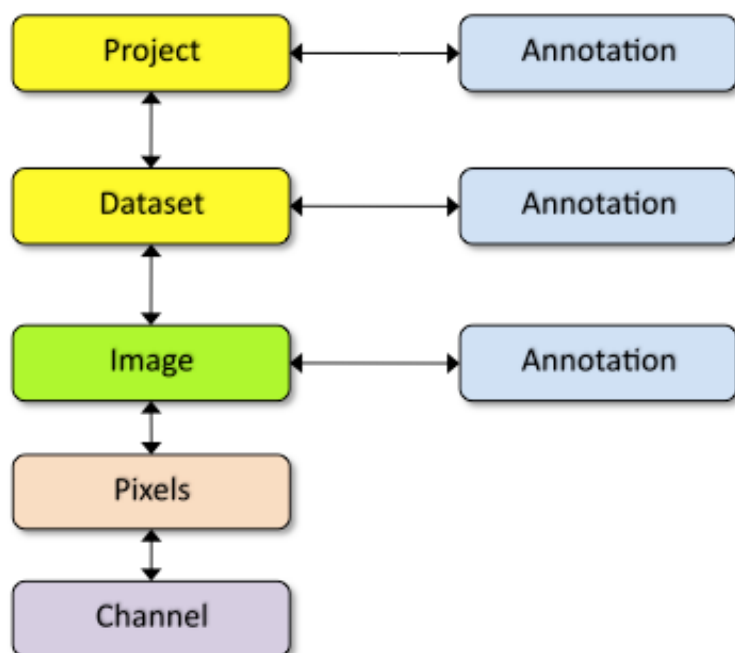 Project
Annotation
Dataset
Annotation
Image
Annotation
Pixels
Channel